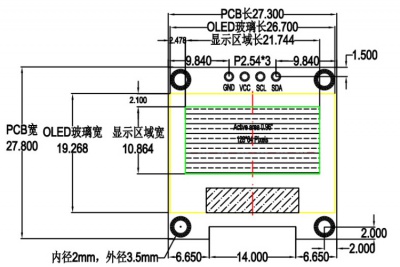 PCB长27.300
OLED玻璃长26.700
显示区域长21.744
2.478
9.840 P2.54*3 9.840
1.500
GND VCC SCL SDA
2.100
PCB宽
27.800
OLED玻璃宽
19.268
显示区域宽
10.864
Active area 0.96"
128*64 Pixels
2.000
2.000
内径2mm，外径3.5mm
6.650 14.000 6.650